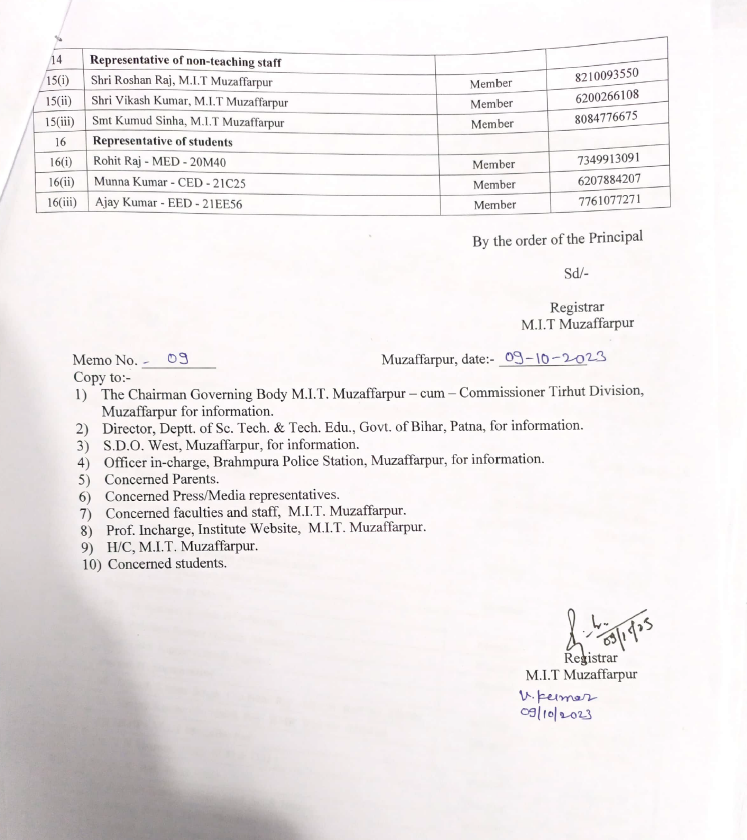 14 Representative of non-teaching staff
15(i) Shri Roshan Raj, M.I.T Muzaffarpur Member 8210093550
15(ii) Shri Vikash Kumar, M.I.T Muzaffarpur Member 6200266108
15(iii) Smt Kumud Sinha, M.I.T Muzaffarpur Member 8084776675
16 Representative of students
16(i) Rohit Raj - MED - 20M40 Member 7349913091
16(ii) Munna Kumar - CED - 21C25 Member 6207884207
16(iii) Ajay Kumar - EED - 21EE56 Member 7761077271
By the order of the Principal
Sd/-
Registrar
M.I.T Muzaffarpur
Memo No. - 09 Muzaffarpur, date:- 09-10-2023
Copy to:-
1) The Chairman Governing Body M.I.T. Muzaffarpur – cum – Commissioner Tirhut Division,
Muzaffarpur for information.
2) Director, Deptt. of Sc. Tech. & Tech. Edu., Govt. of Bihar, Patna, for information.
3) S.D.O. West, Muzaffarpur, for information.
4) Officer in-charge, Brahmpura Police Station, Muzaffarpur, for information.
5) Concerned Parents.
6) Concerned Press/Media representatives.
7) Concerned faculties and staff, M.I.T. Muzaffarpur.
8) Prof. Incharge, Institute Website, M.I.T. Muzaffarpur.
9) H/C, M.I.T. Muzaffarpur.
10) Concerned students.
Registrar
M.I.T Muzaffarpur
09/10/2023